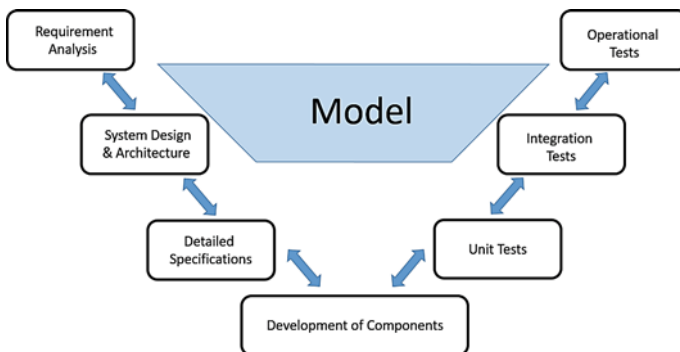 Requirement
Analysis
Operational
Tests
Model
System Design
& Architecture
Integration
Tests
Detailed
Specifications
Unit Tests
Development of Components